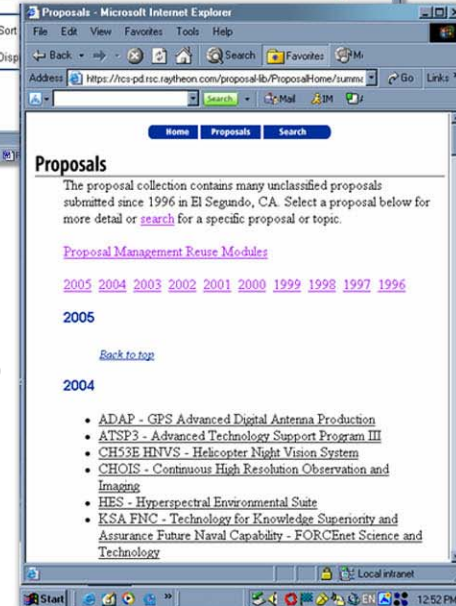 Proposals - Microsoft Internet Explorer
Sort
File Edit View Favorites Tools Help
Disp
Back Search Favorites
Address https://rcs-pd.rsc.raytheon.com/proposal-lib/ProposalHome/summa Go Links
Search Mail IM
Home Proposals Search
Proposals
The proposal collection contains many unclassified proposals
submitted since 1996 in El Segundo, CA. Select a proposal below for
more detail or search for a specific proposal or topic.
Proposal Management Reuse Modules
2005 2004 2003 2002 2001 2000 1999 1998 1997 1996
2005
Back to top
2004
• ADAP - GPS Advanced Digital Antenna Production
• ATSP3 - Advanced Technology Support Program III
• CH53E HNVS - Helicopter Night Vision System
• CHOIS - Continuous High Resolution Observation and
Imaging
• HES - Hyperspectral Environmental Suite
• KSA FNC - Technology for Knowledge Superiority and
Assurance Future Naval Capability - FORCEnet Science and
Technology
Local intranet
Start EN 12:52 PM